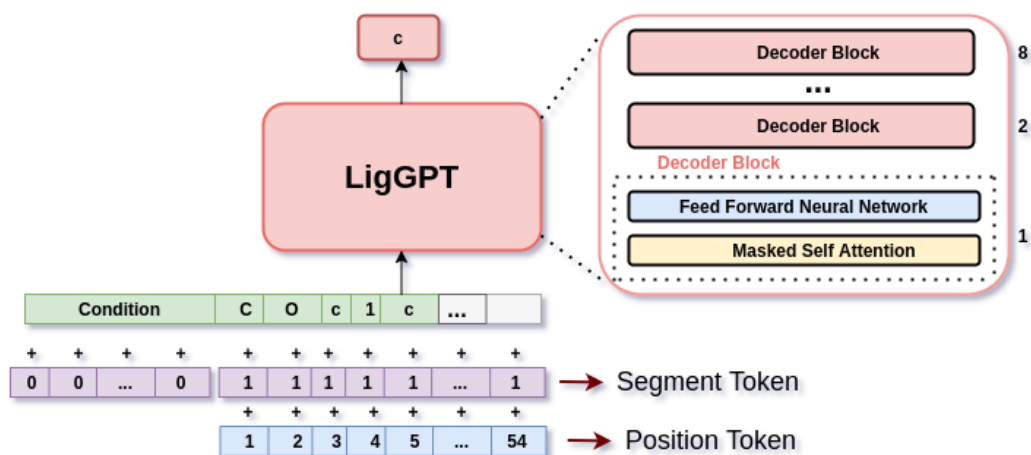 c
LigGPT
Decoder Block 8
...
Decoder Block 2
Decoder Block
Feed Forward Neural Network
1
Masked Self Attention
Condition C O c 1 c ...
+ + + + + + + + + + +
0 0 ... 0 1 1 1 1 1 ... 1 Segment Token
+ + + + + + +
1 2 3 4 5 ... 54 Position Token